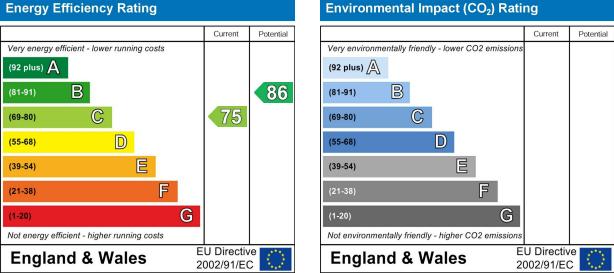 Energy Efficiency Rating
Current Potential
Very energy efficient - lower running costs
(92 plus) A
(81-91) B
(69-80) C
(55-68) D
(39-54) E
(21-38) F
(1-20) G
75
86
Not energy efficient - higher running costs
England & Wales
EU Directive
2002/91/EC
Environmental Impact (CO₂) Rating
Current Potential
Very environmentally friendly - lower CO2 emissions
(92 plus) A
(81-91) B
(69-80) C
(55-68) D
(39-54) E
(21-38) F
(1-20) G
Not environmentally friendly - higher CO2 emissions
England & Wales
EU Directive
2002/91/EC